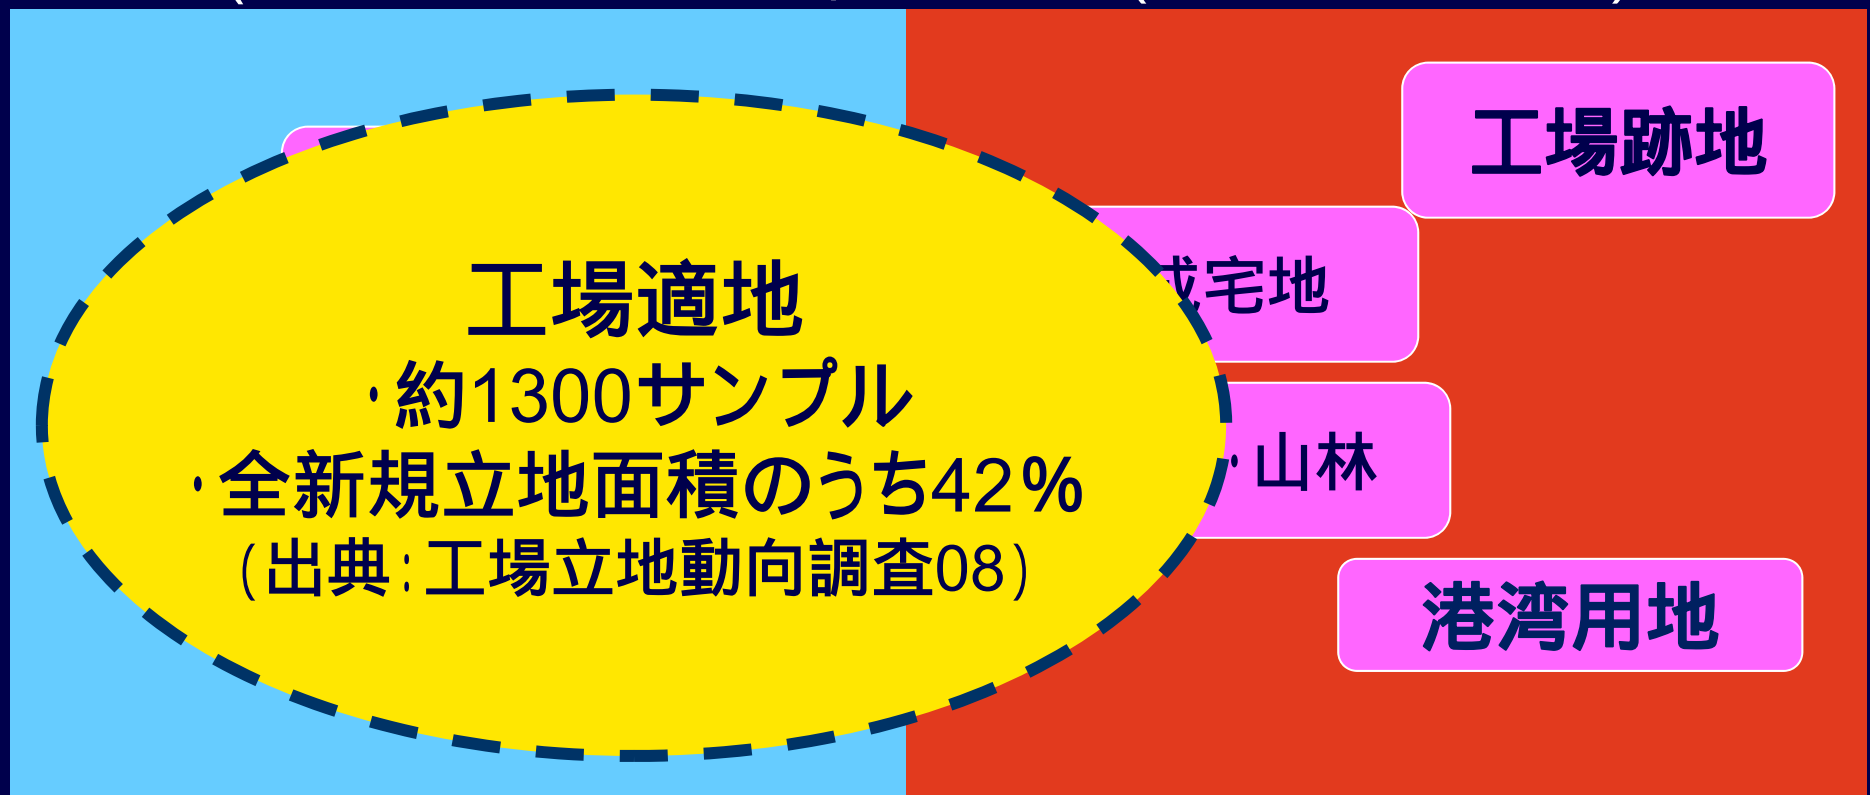 工場跡地
成宅地
工場適地
・約1300サンプル
・山林
・全新規立地面積のうち42%
(出典:工場立地動向調査08)
港湾用地